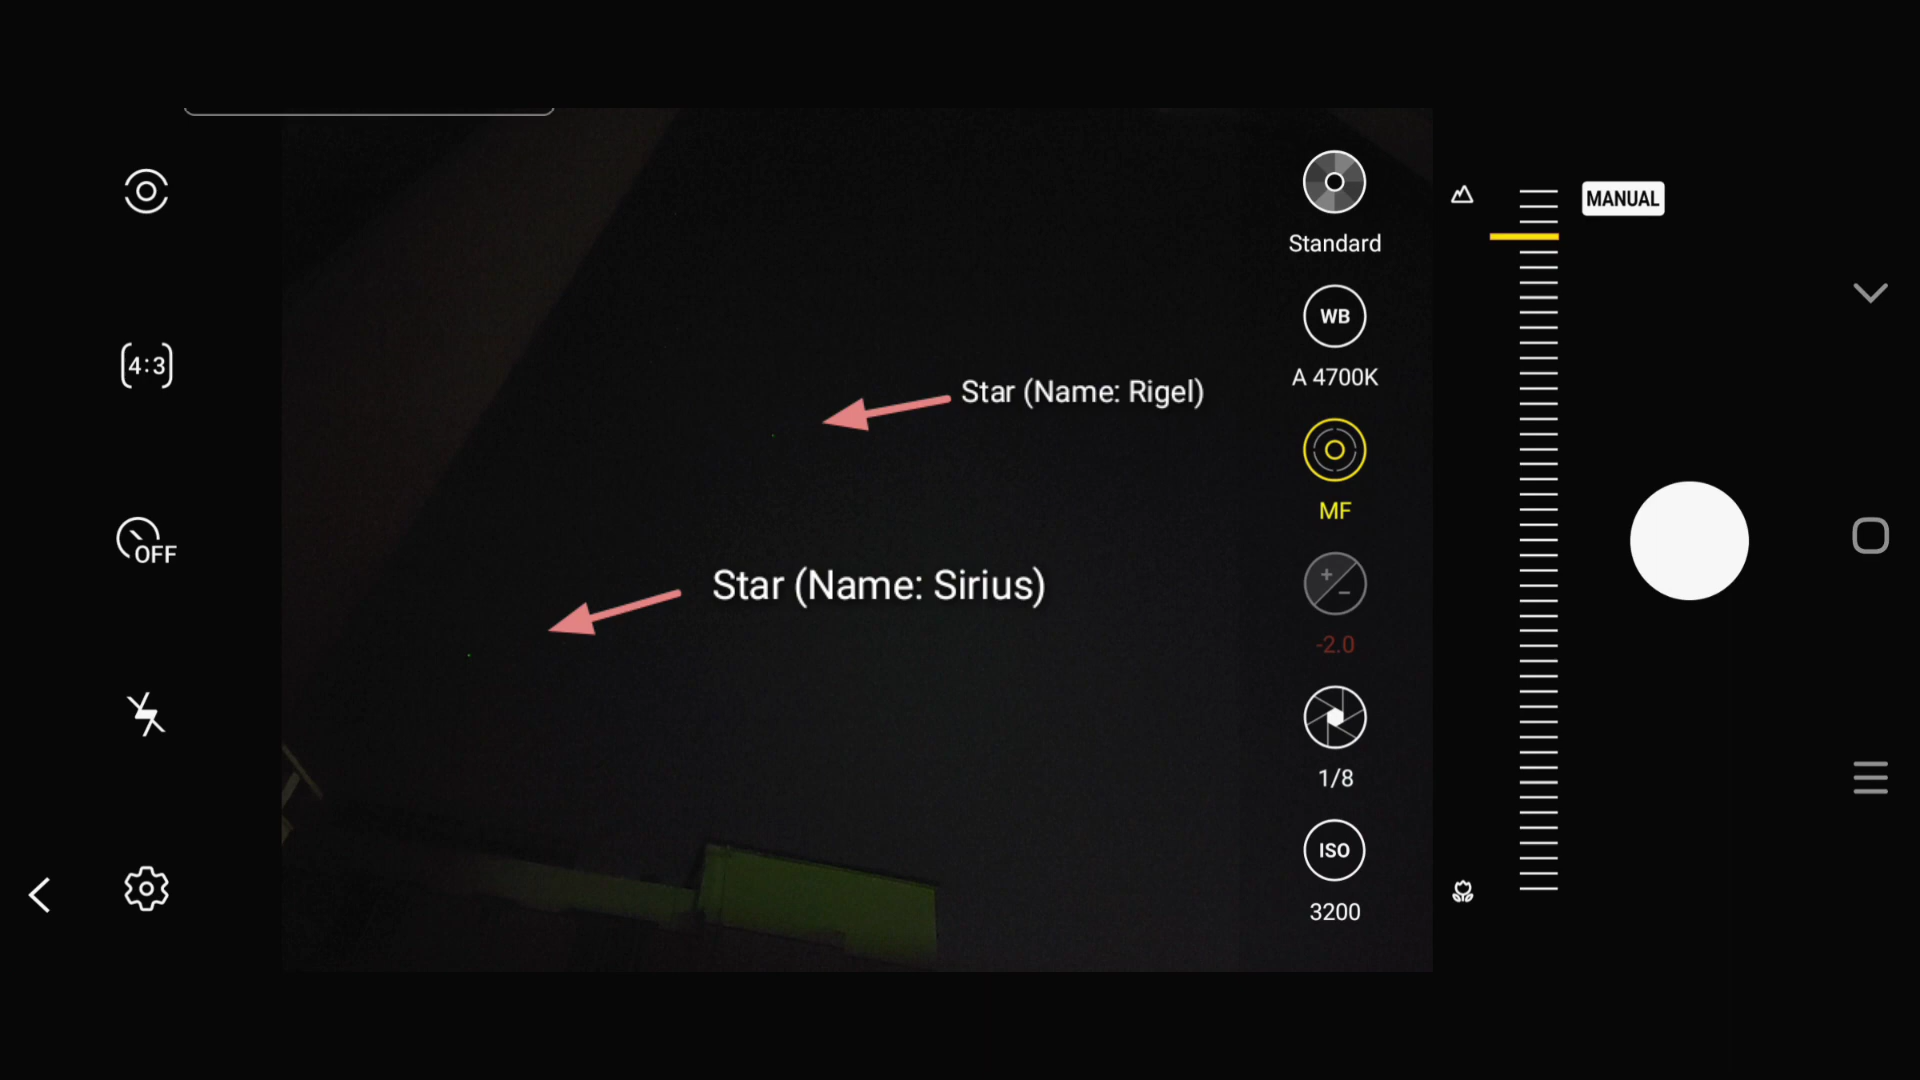 MANUAL
Standard
4:3
WB
A 4700K
Star (Name: Rigel)
MF
OFF
Star (Name: Sirius)
-2.0
1/8
ISO
3200